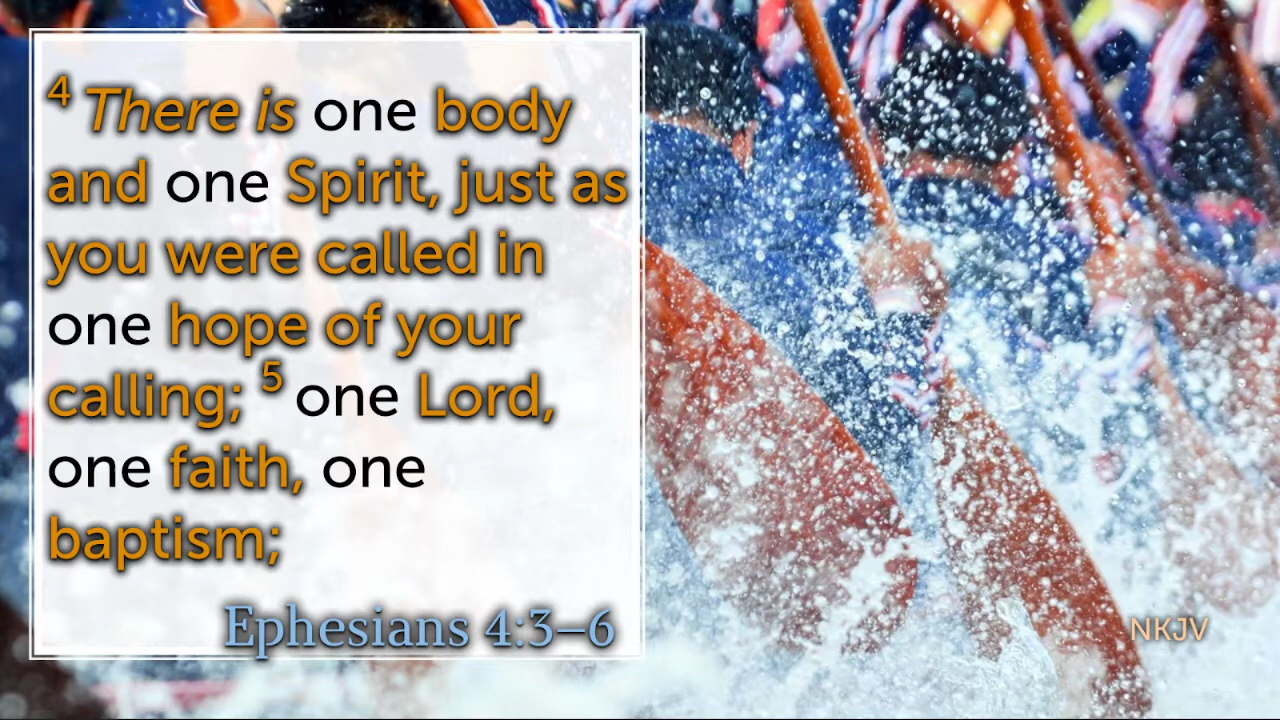 4 There is one body
and one Spirit, just as
you were called in
one hope of your
calling; 5 one Lord,
one faith, one
baptism;
Ephesians 4:3–6
NKJV